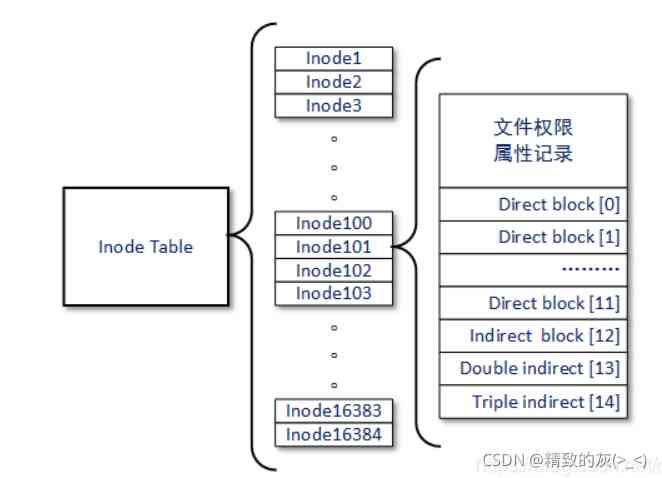 Inode Table
Inode1
Inode2
Inode3
Inode100
Inode101
Inode102
Inode103
Inode16383
Inode16384
文件权限
属性记录
Direct block [0]
Direct block [1]
………
Direct block [11]
Indirect block [12]
Double indirect [13]
Triple indirect [14]
CSDN @精致的灰(>_<)